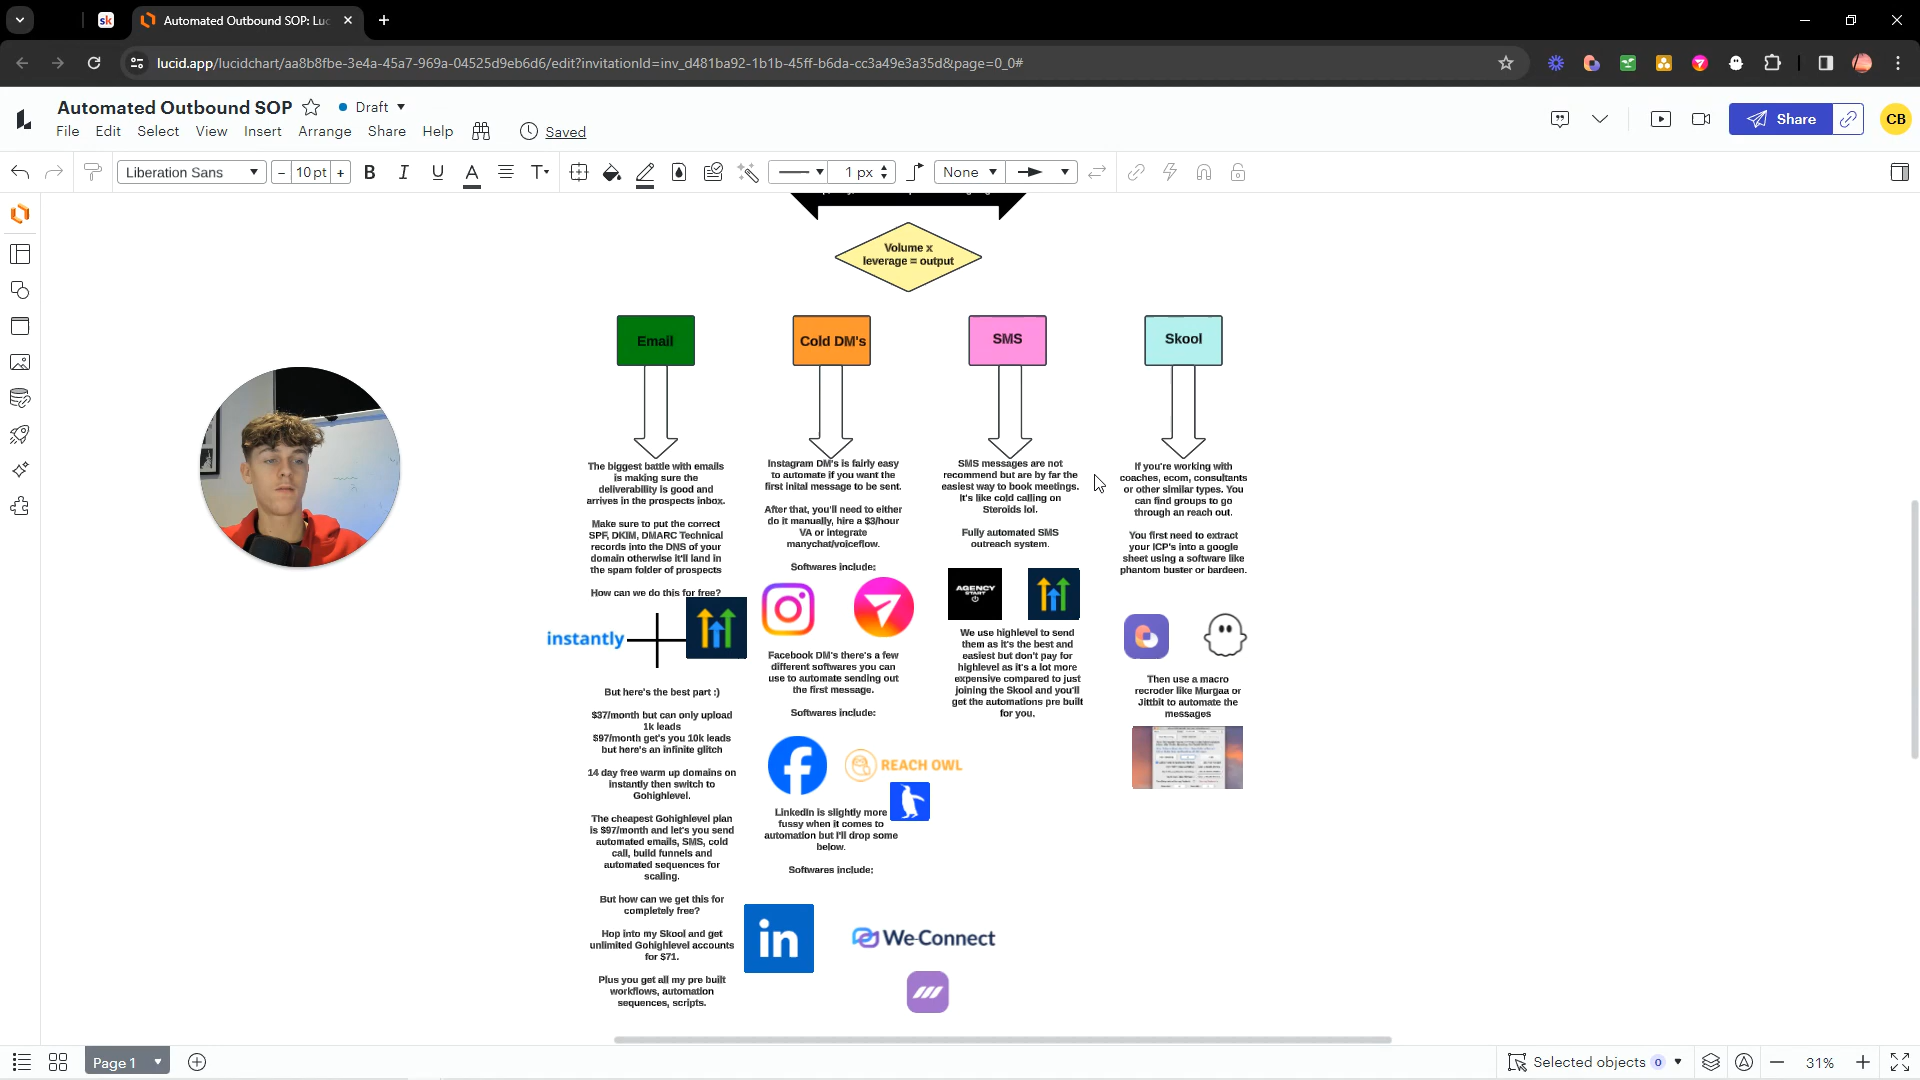 sk
Automated Outbound SOP: Luc
lucid.app/lucidchart/aa8b8fbe-3e4a-45a7-969a-04525d9eb6d6/edit?invitationId=inv_d481ba92-1b1b-45ff-b6da-cc3a49e3a35d&page=0_0#
Automated Outbound SOP
Draft
File Edit Select View Insert Arrange Share Help
Saved
Share
CB
Liberation Sans
- 10 pt +
B I U A T
1 px
None
Volume x
leverage = output
Email
Cold DM's
SMS
Skool
The biggest battle with emails
is making sure the
deliverability is good and
arrives in the prospects inbox.
Make sure to put the correct
SPF, DKIM, DMARC Technical
records into the DNS of your
domain otherwise it'll land in
the spam folder of prospects
How can we do this for free?
instantly
But here's the best part :)
$37/month but can only upload
1k leads
$97/month get's you 10k leads
but here's an infinite glitch
14 day free warm up domains on
instantly then switch to
Gohighlevel.
The cheapest Gohighlevel plan
is $97/month and let's you send
automated emails, SMS, cold
call, build funnels and
automated sequences for
scaling.
But how can we get this for
completely free?
Hop into my Skool and get
unlimited Gohighlevel accounts
for $71.
Plus you get all my pre built
workflows, automation
sequences, scripts.
Instagram DM's is fairly easy
to automate if you want the
first inital message to be sent.
After that, you'll need to either
do it manually, hire a $3/hour
VA or integrate
manychat/voiceflow.
Softwares include;
Facebook DM's there's a few
different softwares you can
use to automate sending out
the first message.
Softwares include:
REACH OWL
LinkedIn is slightly more
fussy when it comes to
automation but I'll drop some
below.
Softwares include;
in
We-Connect
SMS messages are not
recommend but are by far the
easiest way to book meetings.
It's like cold calling on
Steroids lol.
Fully automated SMS
outreach system.
AGENCY
START
We use highlevel to send
them as it's the best and
easiest but don't pay for
highlevel as it's a lot more
expensive compared to just
joining the Skool and you'll
get the automations pre built
for you.
If you're working with
coaches, ecom, consultants
or other similar types. You
can find groups to go
through an reach out.
You first need to extract
your ICP's into a google
sheet using a software like
phantom buster or bardeen.
Then use a macro
recroder like Murgaa or
Jittbit to automate the
messages
Page 1
Selected objects 0
31%